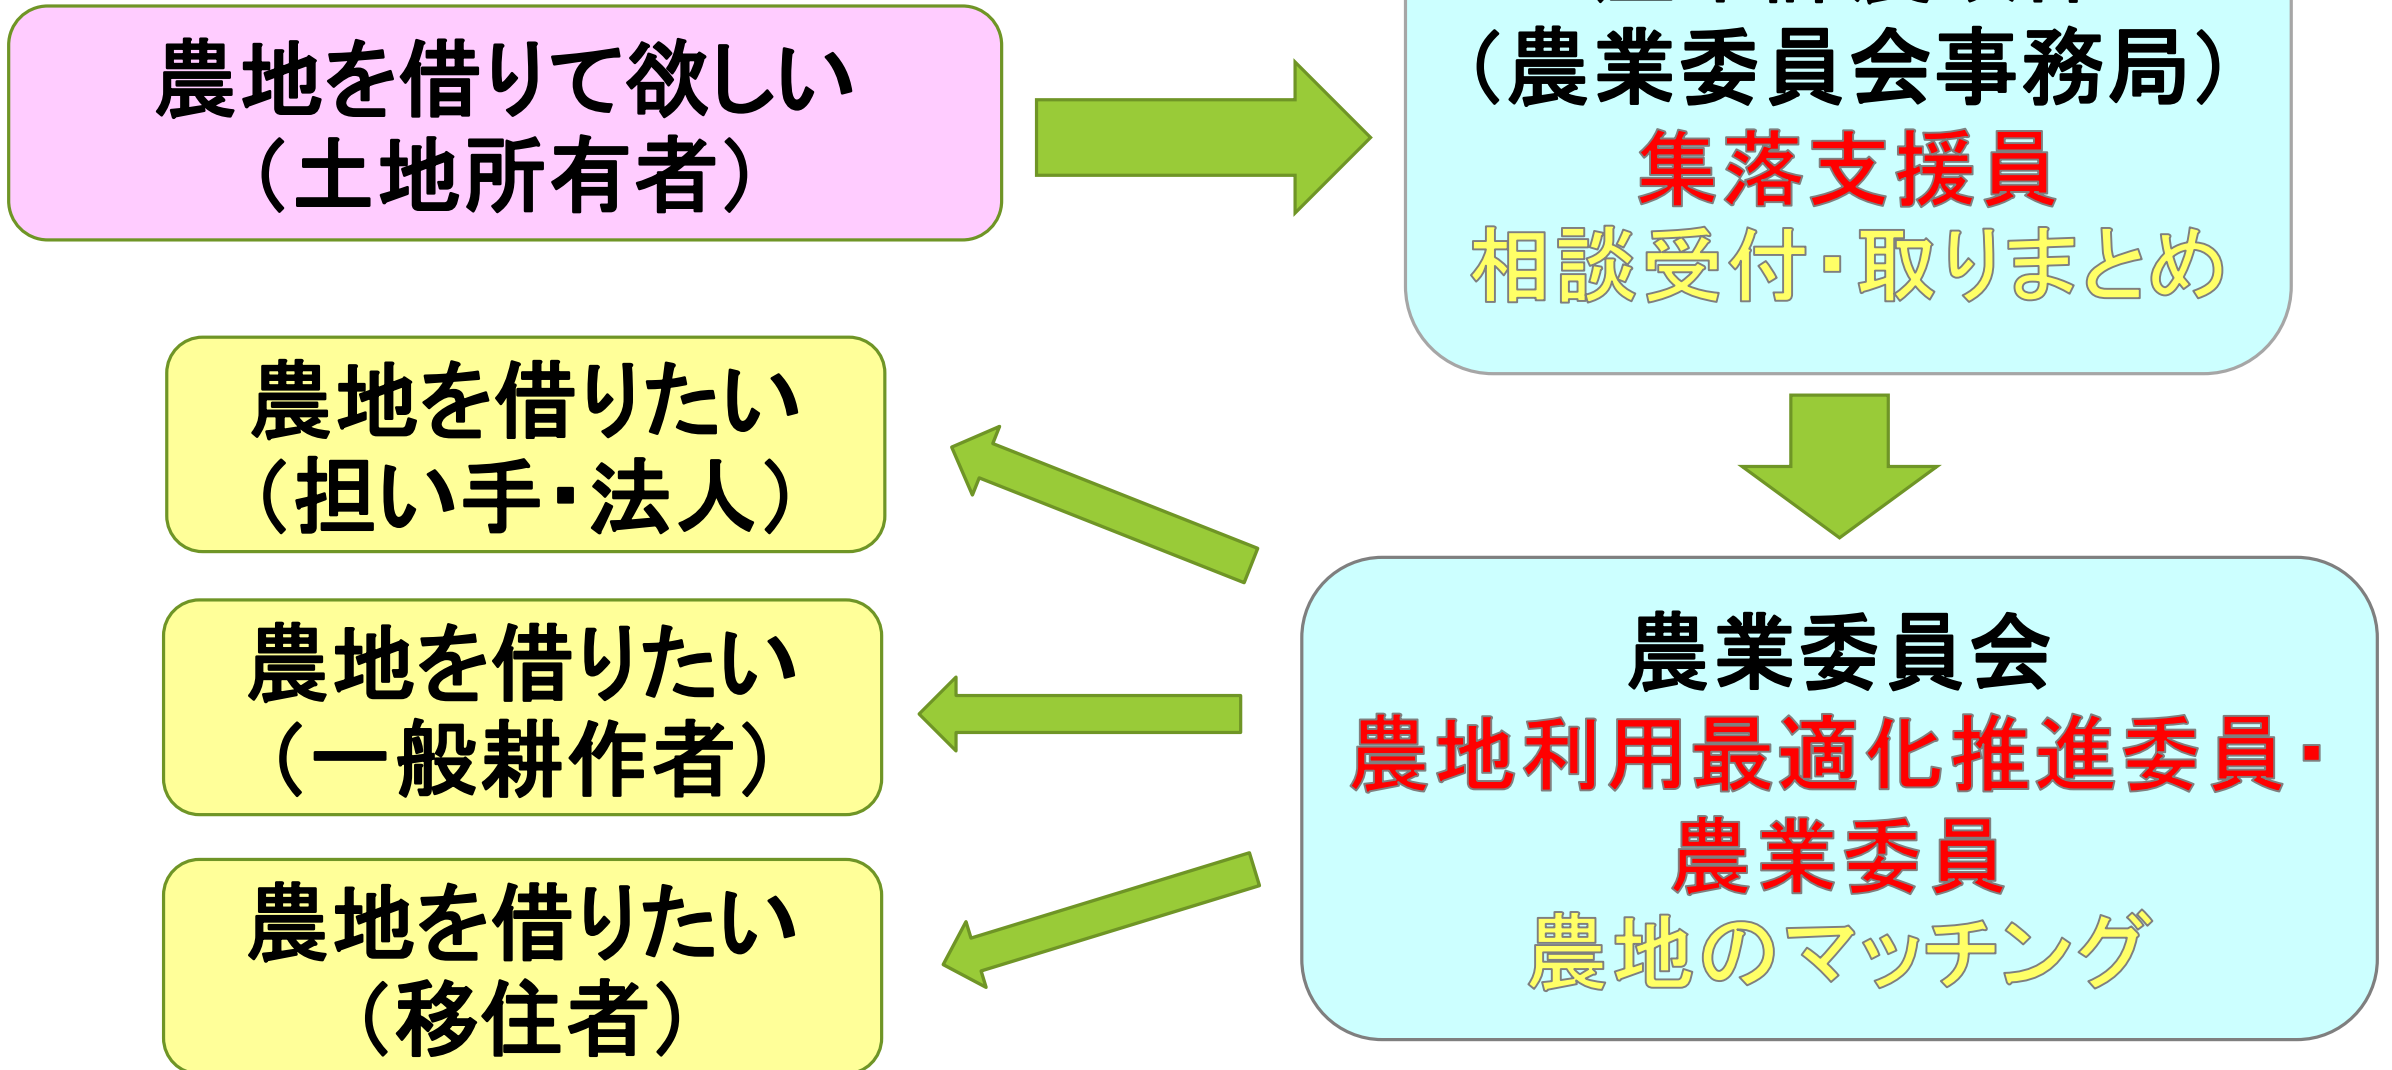 農地を借りて欲しい
（土地所有者）
（農業委員会事務局）
集落支援員
相談受付・取りまとめ
農地を借りたい
（担い手・法人）
農地を借りたい
（一般耕作者）
農地を借りたい
（移住者）
農業委員会
農地利用最適化推進委員・
農業委員
農地のマッチング